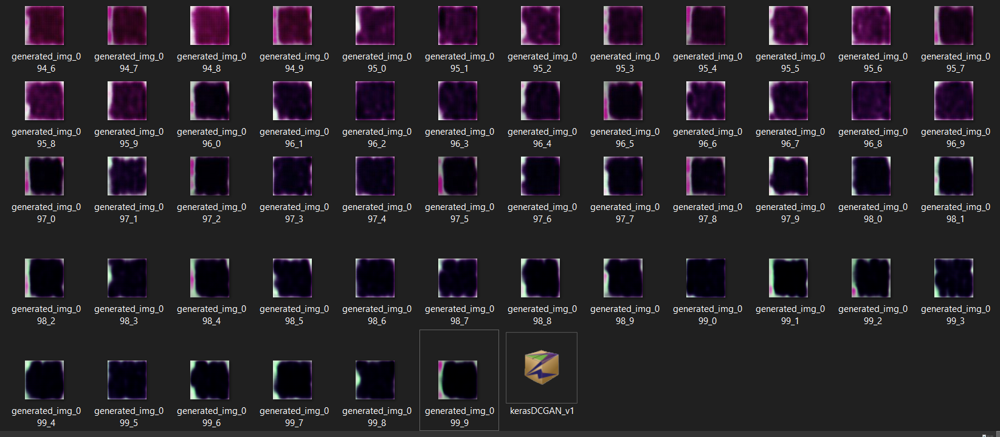 generated_img_0 generated_img_0 generated_img_0 generated_img_0 generated_img_0 generated_img_0 generated_img_0 generated_img_0 generated_img_0 generated_img_0 generated_img_0 generated_img_0
94_6 94_7 94_8 94_9 95_0 95_1 95_2 95_3 95_4 95_5 95_6 95_7
generated_img_0 generated_img_0 generated_img_0 generated_img_0 generated_img_0 generated_img_0 generated_img_0 generated_img_0 generated_img_0 generated_img_0 generated_img_0 generated_img_0
95_8 95_9 96_0 96_1 96_2 96_3 96_4 96_5 96_6 96_7 96_8 96_9
generated_img_0 generated_img_0 generated_img_0 generated_img_0 generated_img_0 generated_img_0 generated_img_0 generated_img_0 generated_img_0 generated_img_0 generated_img_0 generated_img_0
97_0 97_1 97_2 97_3 97_4 97_5 97_6 97_7 97_8 97_9 98_0 98_1
generated_img_0 generated_img_0 generated_img_0 generated_img_0 generated_img_0 generated_img_0 generated_img_0 generated_img_0 generated_img_0 generated_img_0 generated_img_0 generated_img_0
98_2 98_3 98_4 98_5 98_6 98_7 98_8 98_9 99_0 99_1 99_2 99_3
generated_img_0 generated_img_0 generated_img_0 generated_img_0 generated_img_0 generated_img_0 kerasDCGAN_v1
99_4 99_5 99_6 99_7 99_8 99_9